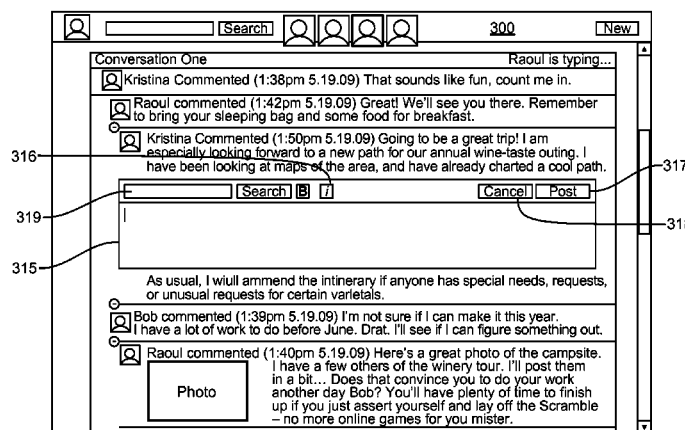 Search 300 New
Conversation One Raoul is typing...
Kristina Commented (1:38pm 5.19.09) That sounds like fun, count me in.
Raoul commented (1:42pm 5.19.09) Great! We'll see you there. Remember
to bring your sleeping bag and some food for breakfast.
Kristina Commented (1:50pm 5.19.09) Going to be a great trip! I am
316
especially looking forward to a new path for our annual wine-taste outing. I
have been looking at maps of the area, and have already charted a cool path.
317
Search B i Cancel Post
319
318
315
As usual, I wiull ammend the intinerary if anyone has special needs, requests,
or unusual requests for certain varletals.
Bob commented (1:39pm 5.19.09) I'm not sure if I can make it this year.
I have a lot of work to do before June. Drat. I'll see if I can figure something out.
Raoul commented (1:40pm 5.19.09) Here's a great photo of the campsite.
I have a few others of the winery tour. I'll post them
in a bit... Does that convince you to do your work
Photo
another day Bob? You'll have plenty of time to finish
up if you just assert yourself and lay off the Scramble
– no more online games for you mister.